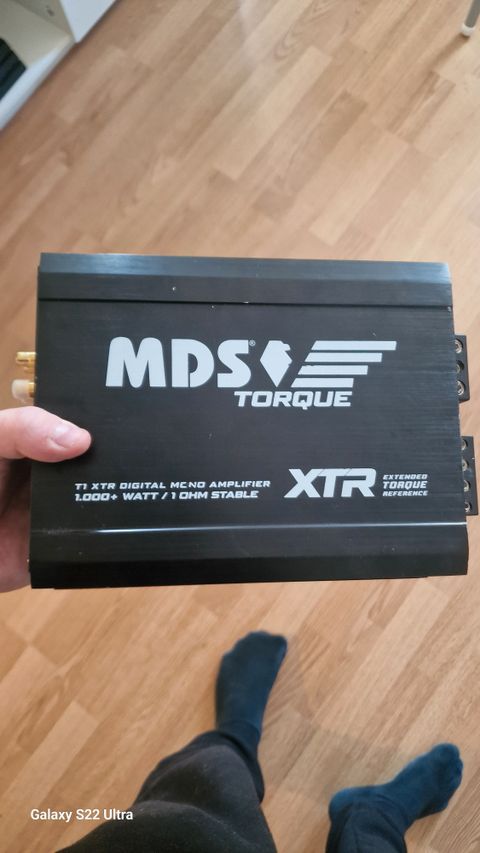 MDS®
TORQUE
T1 XTR DIGITAL MONO AMPLIFIER
1.000+ WATT / 1 OHM STABLE
XTR
EXTENDED
TORQUE
REFERENCE
Galaxy S22 Ultra